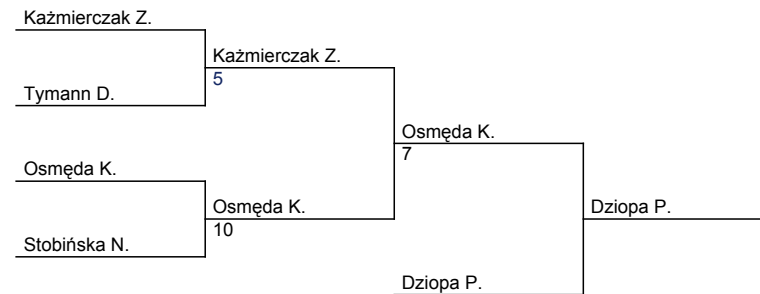 Kaźmierczak Z.
Kaźmierczak Z.
5
Tymann D.
Osmęda K.
7
Osmęda K.
Osmęda K.
10
Dziopa P.
Stobińska N.
Dziopa P.